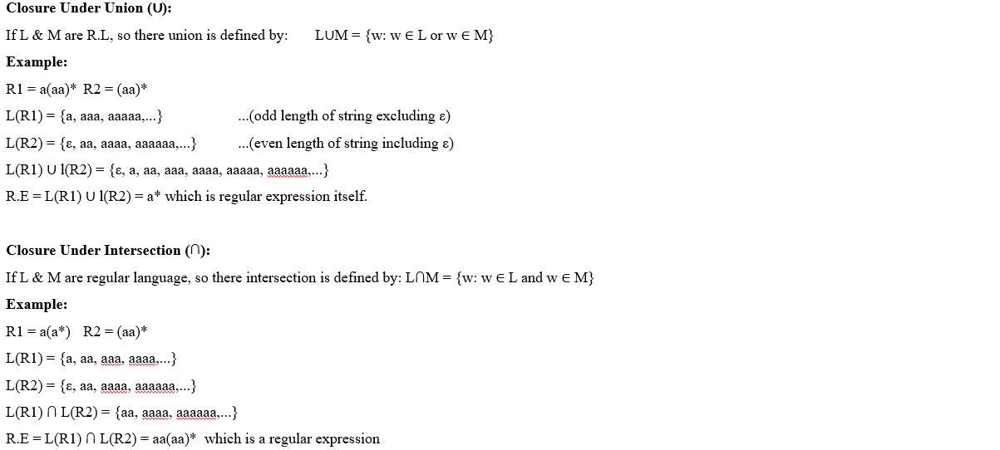 Closure Under Union (∪):
If L & M are R.L, so there union is defined by: L∪M = {w: w ∈ L or w ∈ M}
Example:
R1 = a(aa)* R2 = (aa)*
L(R1) = {a, aaa, aaaaa,...} ...(odd length of string excluding ε)
L(R2) = {ε, aa, aaaa, aaaaaa,...} ...(even length of string including ε)
L(R1) ∪ l(R2) = {ε, a, aa, aaa, aaaa, aaaaa, aaaaaa,...}
R.E = L(R1) ∪ l(R2) = a* which is regular expression itself.
Closure Under Intersection (⋂):
If L & M are regular language, so there intersection is defined by: L⋂M = {w: w ∈ L and w ∈ M}
Example:
R1 = a(a*) R2 = (aa)*
L(R1) = {a, aa, aaa, aaaa,...}
L(R2) = {ε, aa, aaaa, aaaaaa,...}
L(R1) ⋂ L(R2) = {aa, aaaa, aaaaaa,...}
R.E = L(R1) ⋂ L(R2) = aa(aa)* which is a regular expression